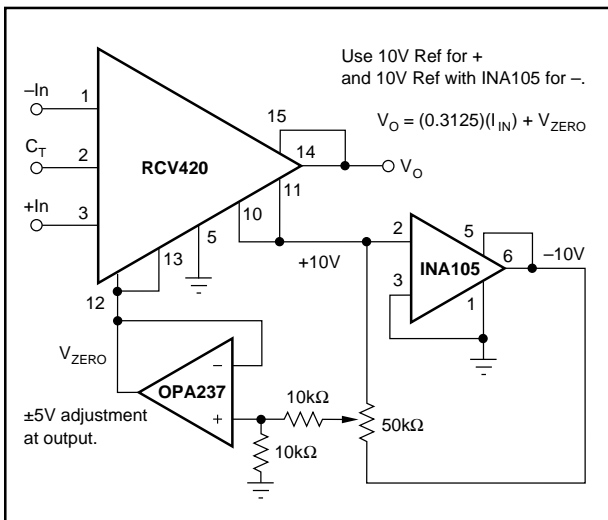 Use 10V Ref for +
and 10V Ref with INA105 for –.
V_O = (0.3125)(I_IN) + V_ZERO
–In
1
C_T
2
+In
3
RCV420
15
14
V_O
11
10
5
13
12
+10V
2
3
INA105
5
6
1
–10V
V_ZERO
–
+
OPA237
±5V adjustment
at output.
10kΩ
10kΩ
50kΩ